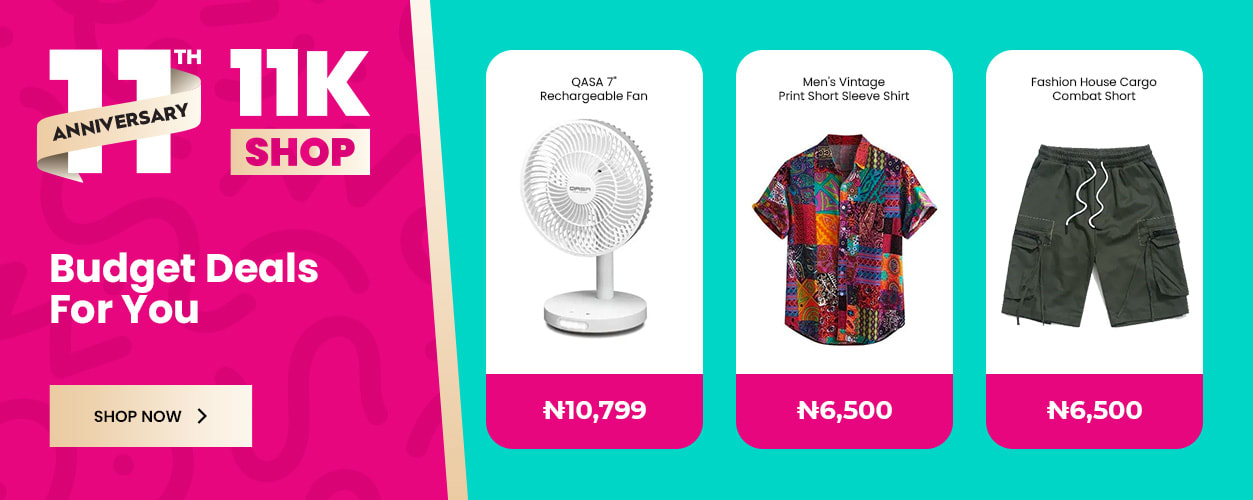 11TH
ANNIVERSARY
11K
SHOP
Budget Deals
For You
SHOP NOW
QASA 7"
Rechargeable Fan
QASA
₦10,799
Men's Vintage
Print Short Sleeve Shirt
₦6,500
Fashion House Cargo
Combat Short
₦6,500